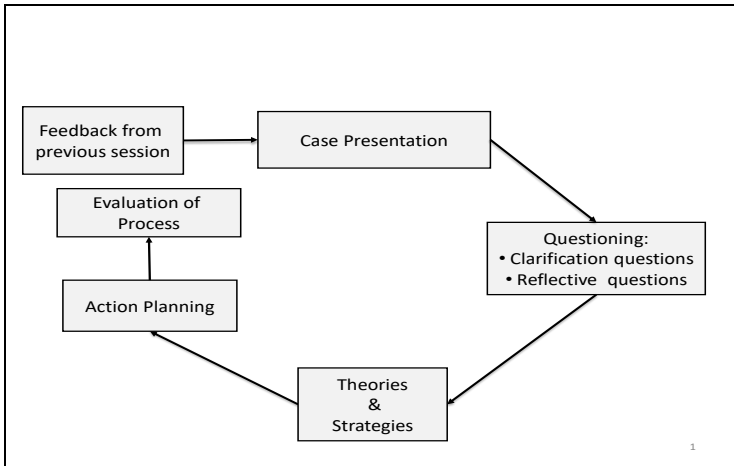 Feedback from
previous session
Case Presentation
Evaluation of
Process
Questioning:
• Clarification questions
• Reflective questions
Action Planning
Theories
&
Strategies
1